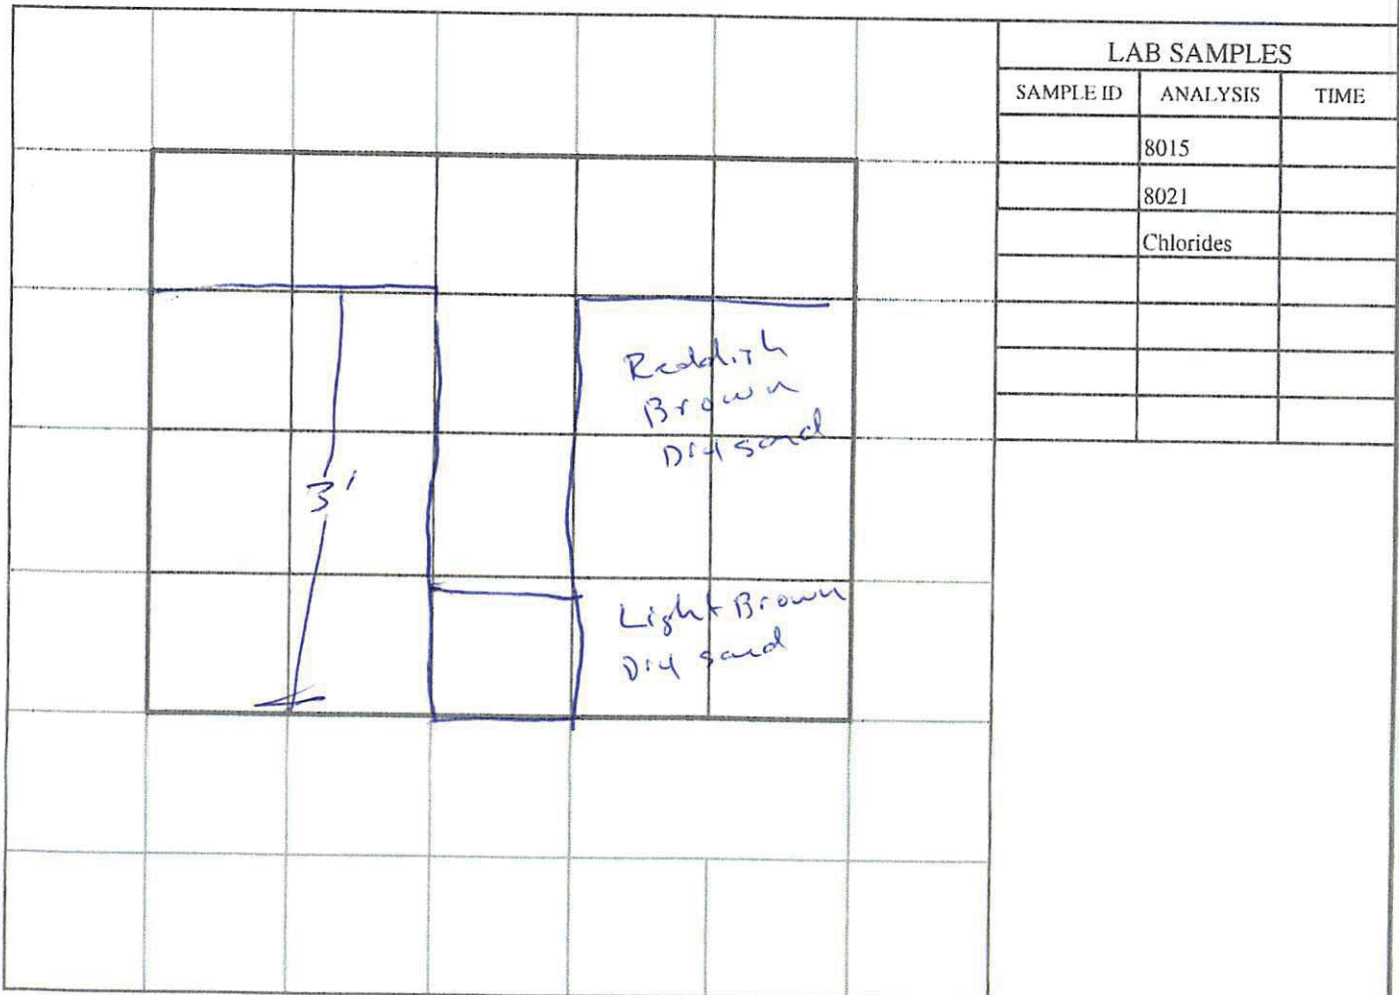 LAB SAMPLES
SAMPLE ID ANALYSIS TIME
8015
8021
Chlorides
3'
Reddish
Brown
Dry sand
Light Brown
Dry sand